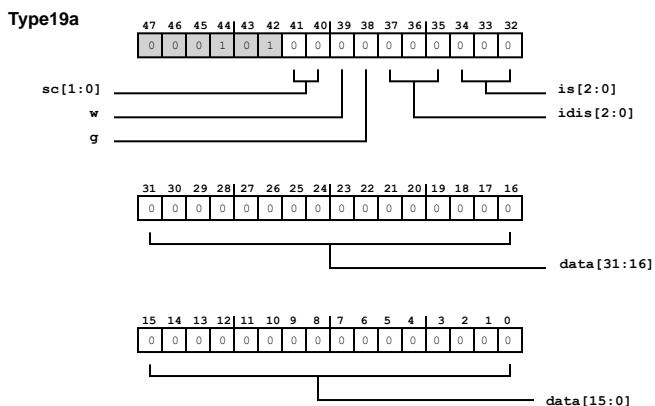 Type19a
47 46 45 44 43 42 41 40 39 38 37 36 35 34 33 32
0 0 0 1 0 1 0 0 0 0 0 0 0 0 0 0
sc[1:0] is[2:0]
w idis[2:0]
g
31 30 29 28 27 26 25 24 23 22 21 20 19 18 17 16
0 0 0 0 0 0 0 0 0 0 0 0 0 0 0 0
data[31:16]
15 14 13 12 11 10 9 8 7 6 5 4 3 2 1 0
0 0 0 0 0 0 0 0 0 0 0 0 0 0 0 0
data[15:0]